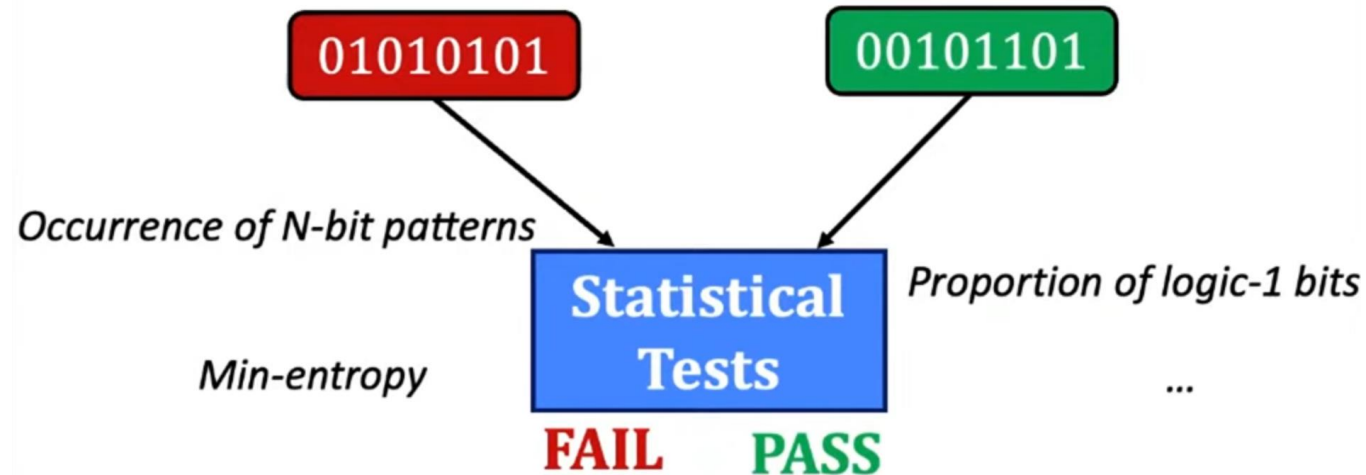 01010101
00101101
Occurrence of N-bit patterns
Statistical
Tests
Proportion of logic-1 bits
Min-entropy
...
FAIL
PASS